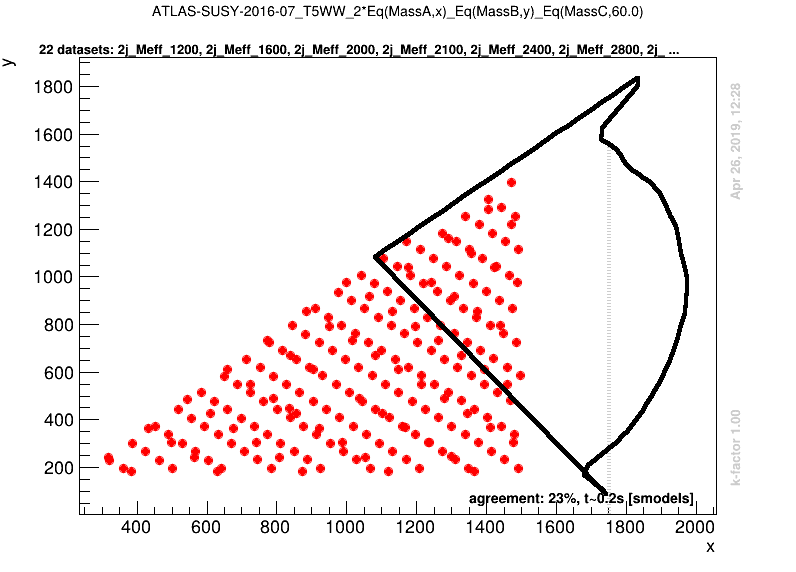 ATLAS-SUSY-2016-07_T5WW_2*Eq(MassA,x)_Eq(MassB,y)_Eq(MassC,60.0)
22 datasets: 2j_Meff_1200, 2j_Meff_1600, 2j_Meff_2000, 2j_Meff_2100, 2j_Meff_2400, 2j_Meff_2800, 2j_ ...
y
1800
1600
1400
1200
1000
800
600
400
200
Apr 26, 2019, 12:28
k-factor 1.00
agreement: 23%, t~0.2s [smodels]
400 600 800 1000 1200 1400 1600 1800 2000
x